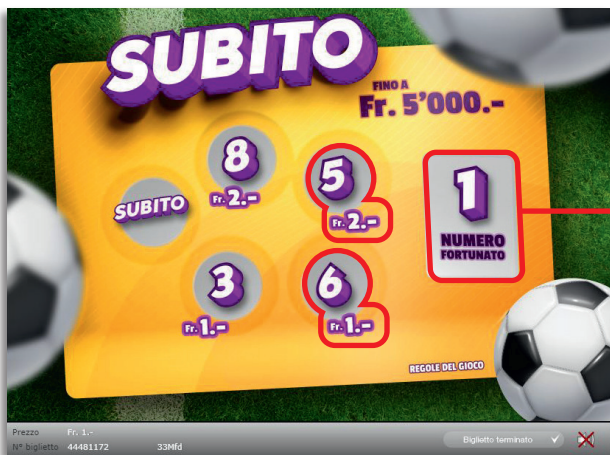 SUBITO
FINO A
Fr. 5'000.-
8
Fr. 2.-
5
Fr. 2.-
SUBITO
1
NUMERO
FORTUNATO
3
Fr. 1.-
6
Fr. 1.-
REGOLE DEL GIOCO
Prezzo Fr. 1.-
N° biglietto 44481172 33Mfd
Biglietto terminato